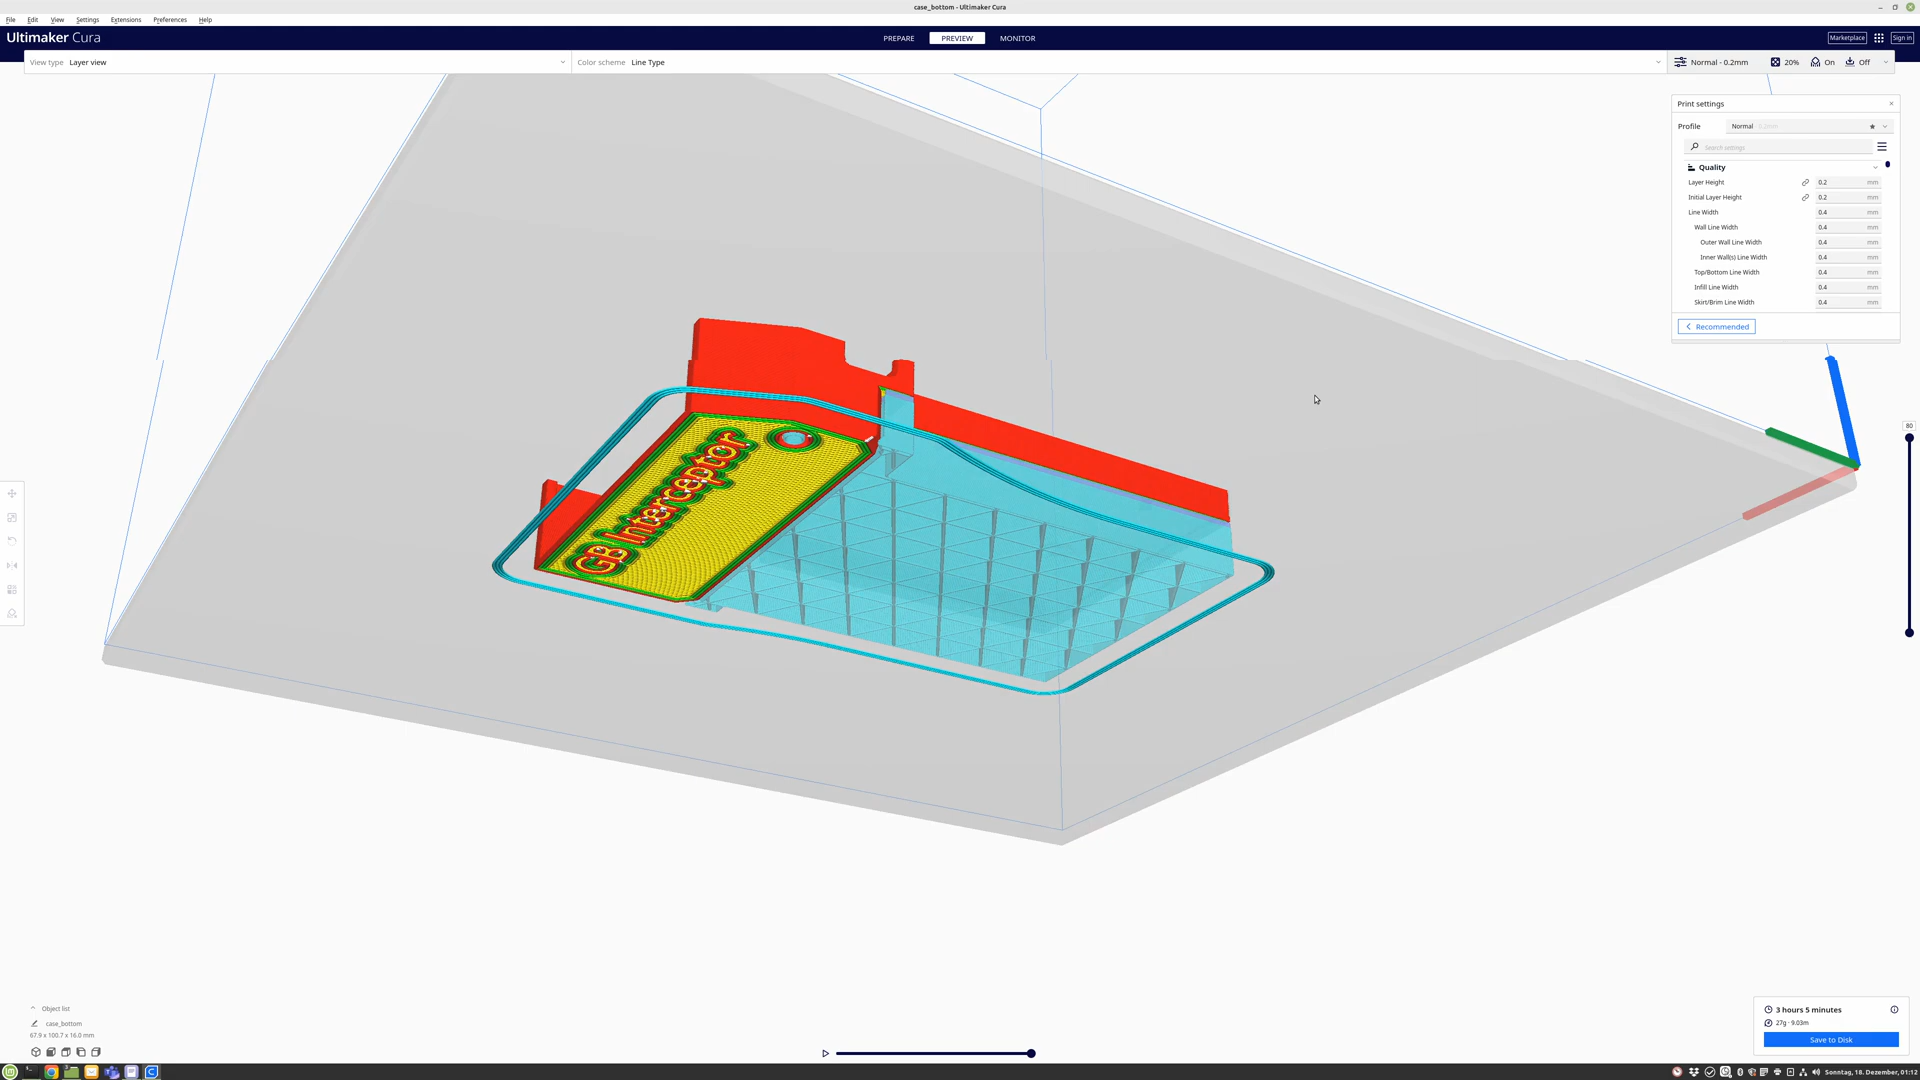 case_bottom - Ultimaker Cura
File Edit View Settings Extensions Preferences Help
Ultimaker Cura PREPARE PREVIEW MONITOR Marketplace Sign in
View type Layer view Color scheme Line Type Normal - 0.2mm 20% On Off
Print settings
Profile Normal 0.2mm
Search settings
Quality
Layer Height 0.2 mm
Initial Layer Height 0.2 mm
Line Width 0.4 mm
Wall Line Width 0.4 mm
Outer Wall Line Width 0.4 mm
Inner Wall(s) Line Width 0.4 mm
Top/Bottom Line Width 0.4 mm
Infill Line Width 0.4 mm
Skirt/Brim Line Width 0.4 mm
Recommended
80
GB Interceptor
Object list
case_bottom
67.9 x 100.7 x 16.0 mm
3 hours 5 minutes
27g · 9.03m
Save to Disk
Sonntag, 18. Dezember, 01:12